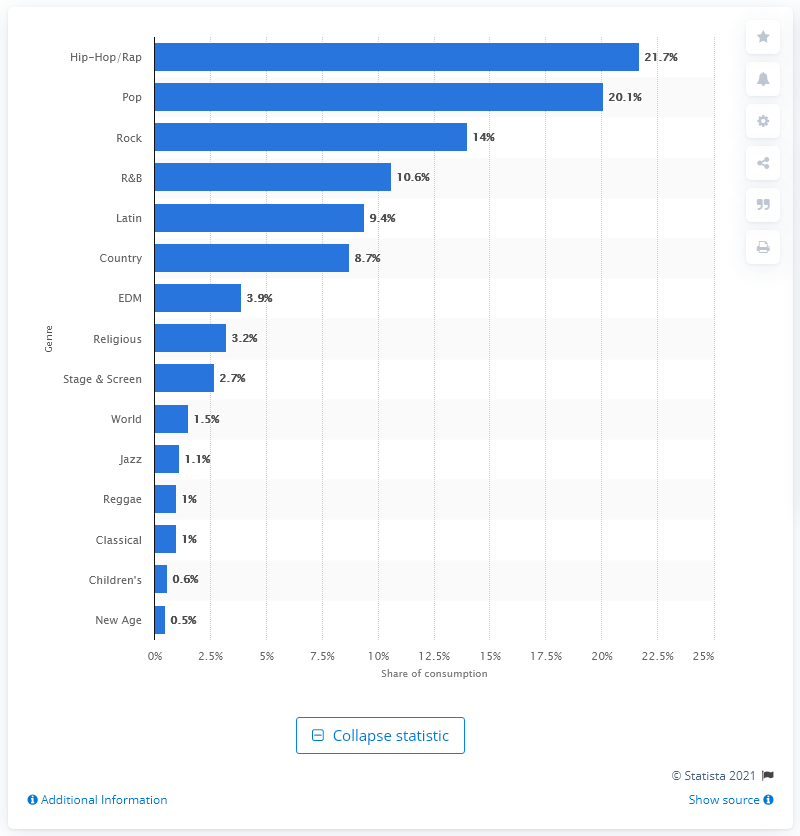 Hip-Hop/Rap 21.7%
Pop 20.1%
Rock 14%
R&B 10.6%
Latin 9.4%
Country 8.7%
EDM 3.9%
Genre
Religious 3.2%
Stage & Screen 2.7%
World 1.5%
Jazz 1.1%
Reggae 1%
Classical 1%
Children's 0.6%
New Age 0.5%
0% 2.5% 5% 7.5% 10% 12.5% 15% 17.5% 20% 22.5% 25%
Share of consumption
Collapse statistic
© Statista 2021
Additional Information Show source